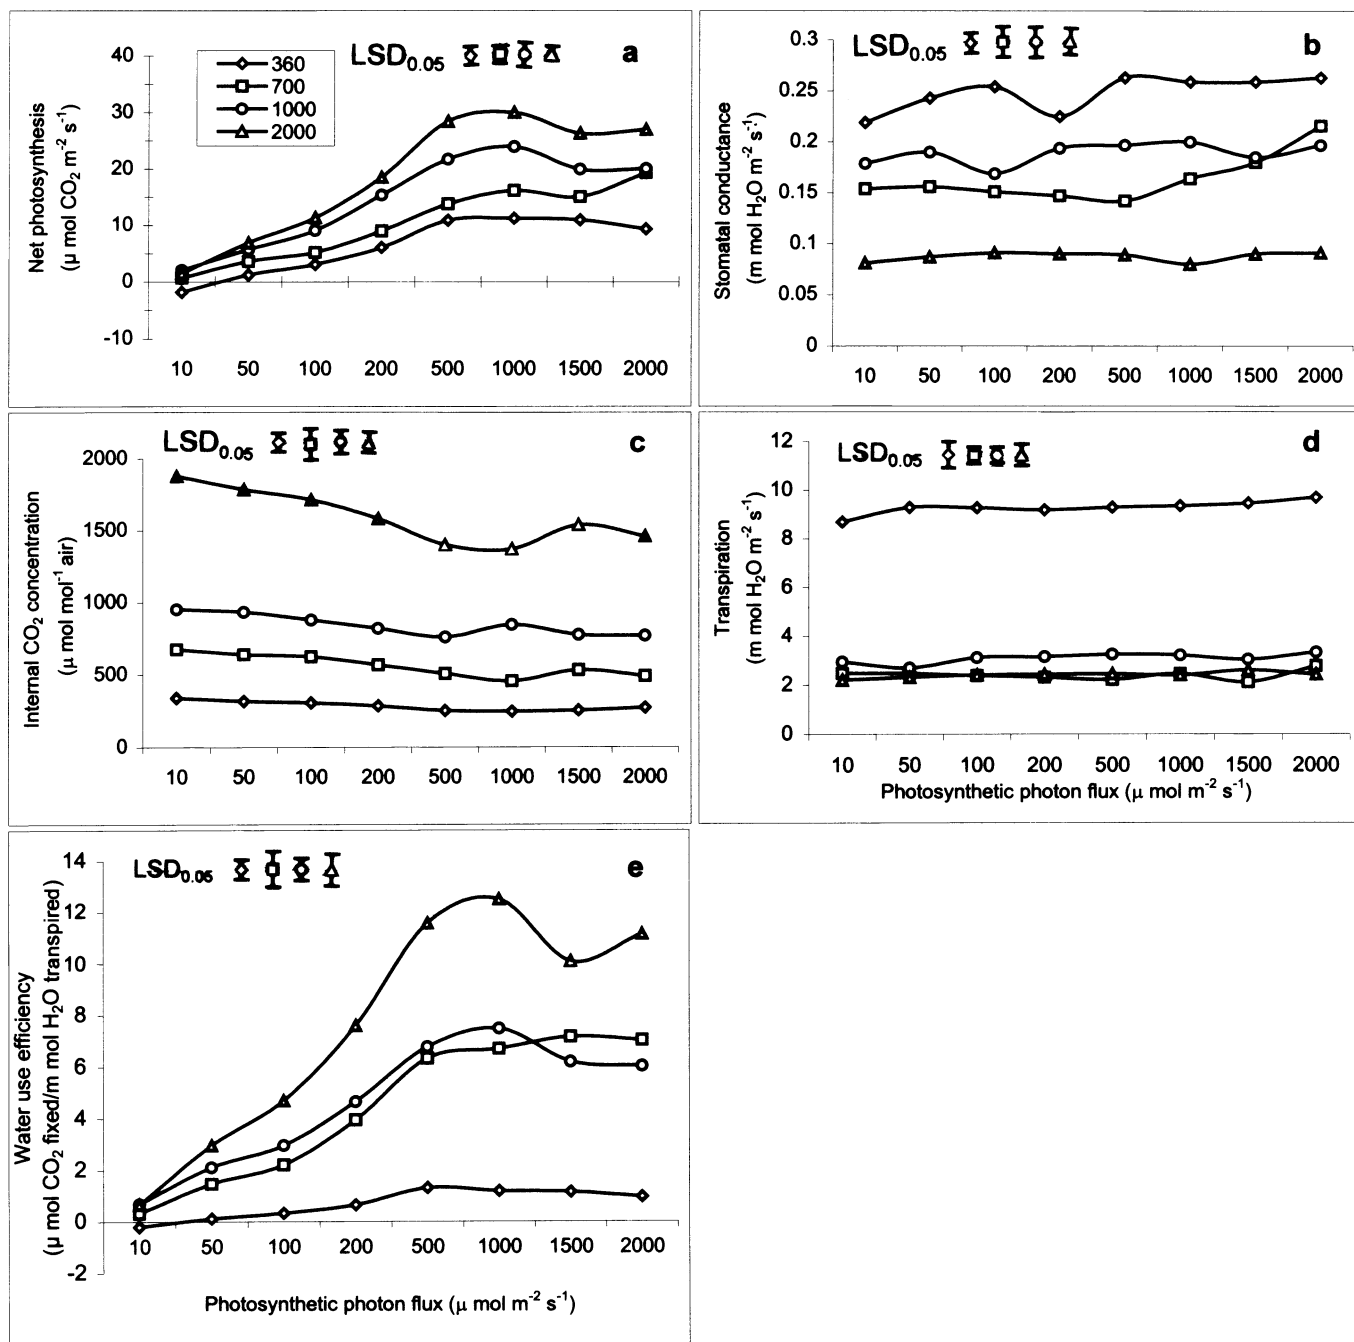 LSD0.05 a
360
700
1000
2000
Net photosynthesis
(μ mol CO2 m-2 s-1)
40
30
20
10
0
-10
10 50 100 200 500 1000 1500 2000
LSD0.05 b
Stomatal conductance
(m mol H2O m-2 s-1)
0.3
0.25
0.2
0.15
0.1
0.05
0
10 50 100 200 500 1000 1500 2000
LSD0.05 c
Internal CO2 concentration
(μ mol mol-1 air)
2000
1500
1000
500
0
10 50 100 200 500 1000 1500 2000
LSD0.05 d
Transpiration
(m mol H2O m-2 s-1)
12
10
8
6
4
2
0
10 50 100 200 500 1000 1500 2000
Photosynthetic photon flux (μ mol m-2 s-1)
LSD0.05 e
Water use efficiency
(μ mol CO2 fixed/m mol H2O transpired)
14
12
10
8
6
4
2
0
-2
10 50 100 200 500 1000 1500 2000
Photosynthetic photon flux (μ mol m-2 s-1)